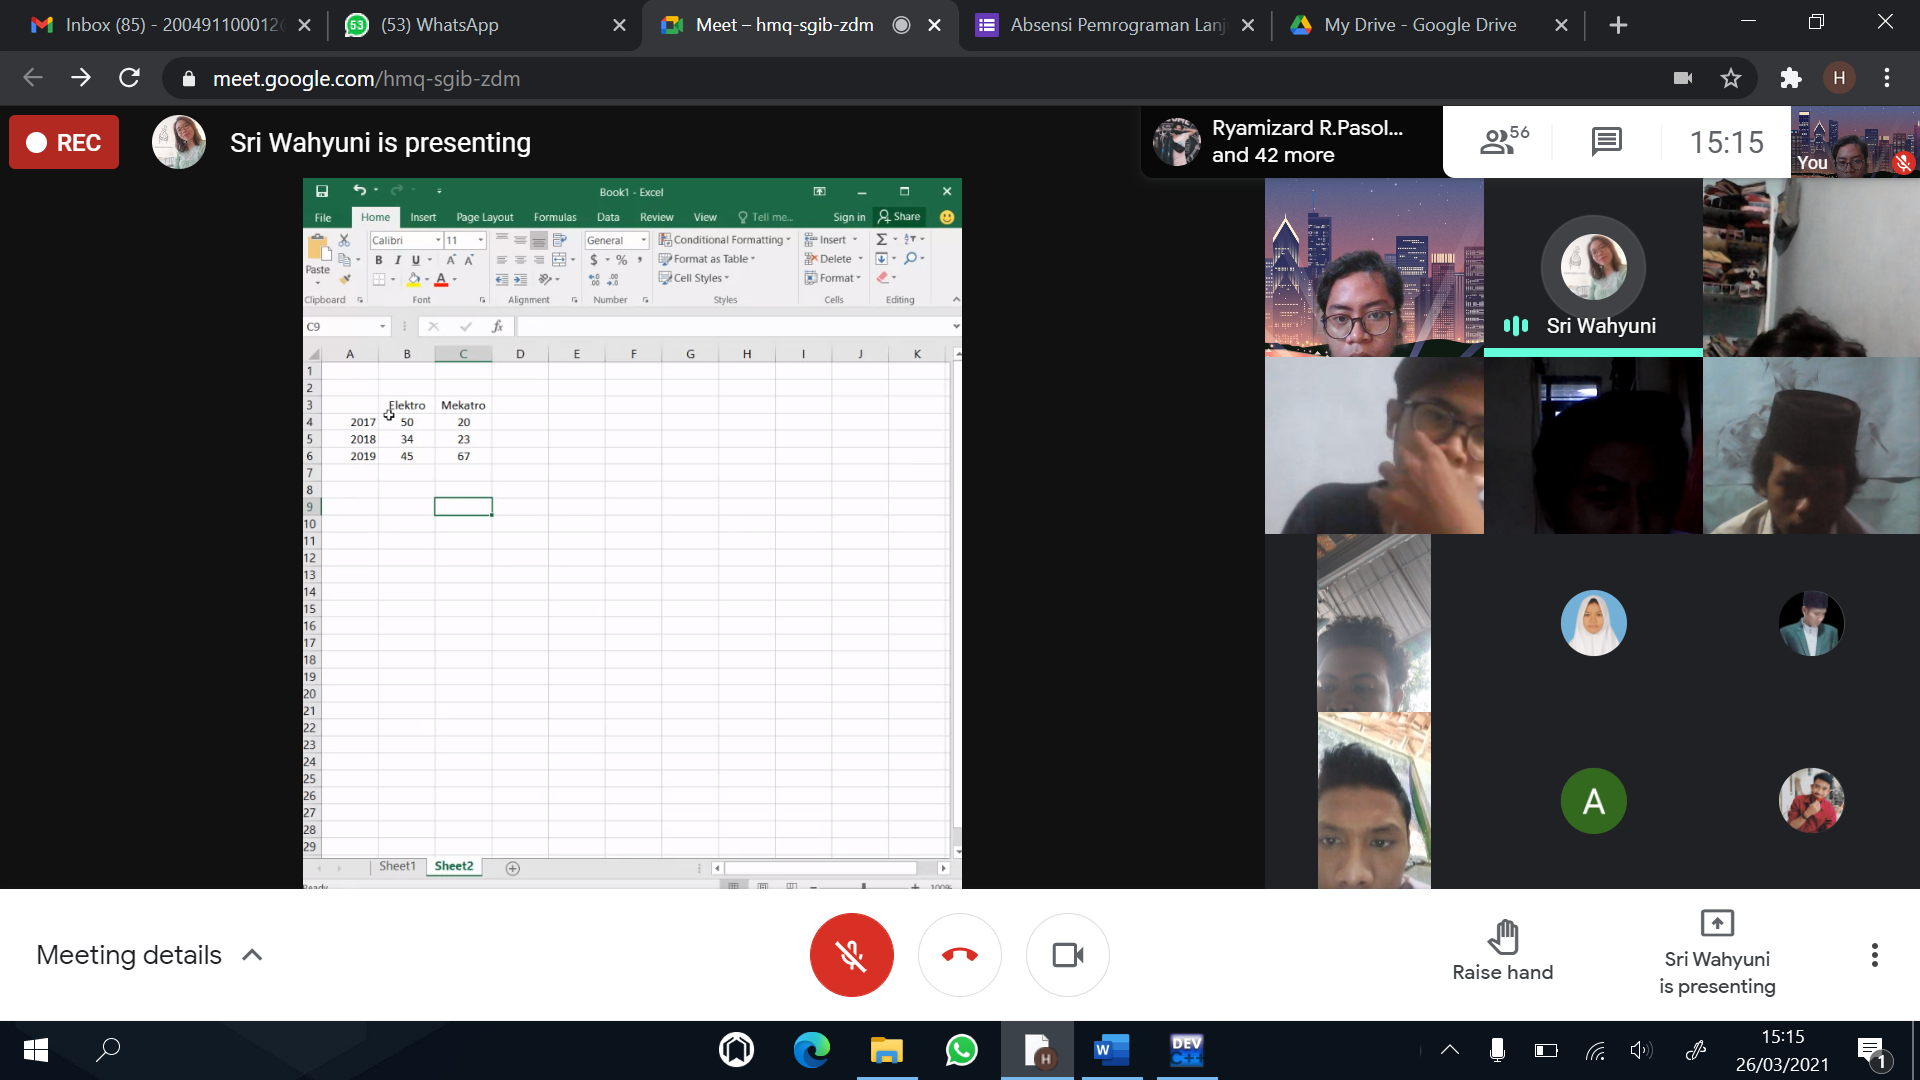 Inbox (85) - 200491100012
(53) WhatsApp
Meet – hmq-sgib-zdm
Absensi Pemrograman Lanj
My Drive - Google Drive
meet.google.com/hmq-sgib-zdm
H
REC
Sri Wahyuni is presenting
Ryamizard R.Pasol...
and 42 more
56
15:15
You
Book1 - Excel
File Home Insert Page Layout Formulas Data Review View Tell me... Sign in Share
Paste
Calibri 11
General
Conditional Formatting
Format as Table
Cell Styles
Insert
Delete
Format
B I U
$ %
Clipboard Font Alignment Number Styles Cells Editing
C9
fx
A B C D E F G H I J K
1
2
3 Elektro Mekatro
4 2017 50 20
5 2018 34 23
6 2019 45 67
7
8
9
10
11
12
13
14
15
16
17
18
19
20
21
22
23
24
25
26
27
28
29
Sheet1 Sheet2
Ready
100%
Sri Wahyuni
A
Meeting details
Raise hand
Sri Wahyuni
is presenting
W
H
DEV
C++
15:15
26/03/2021
1